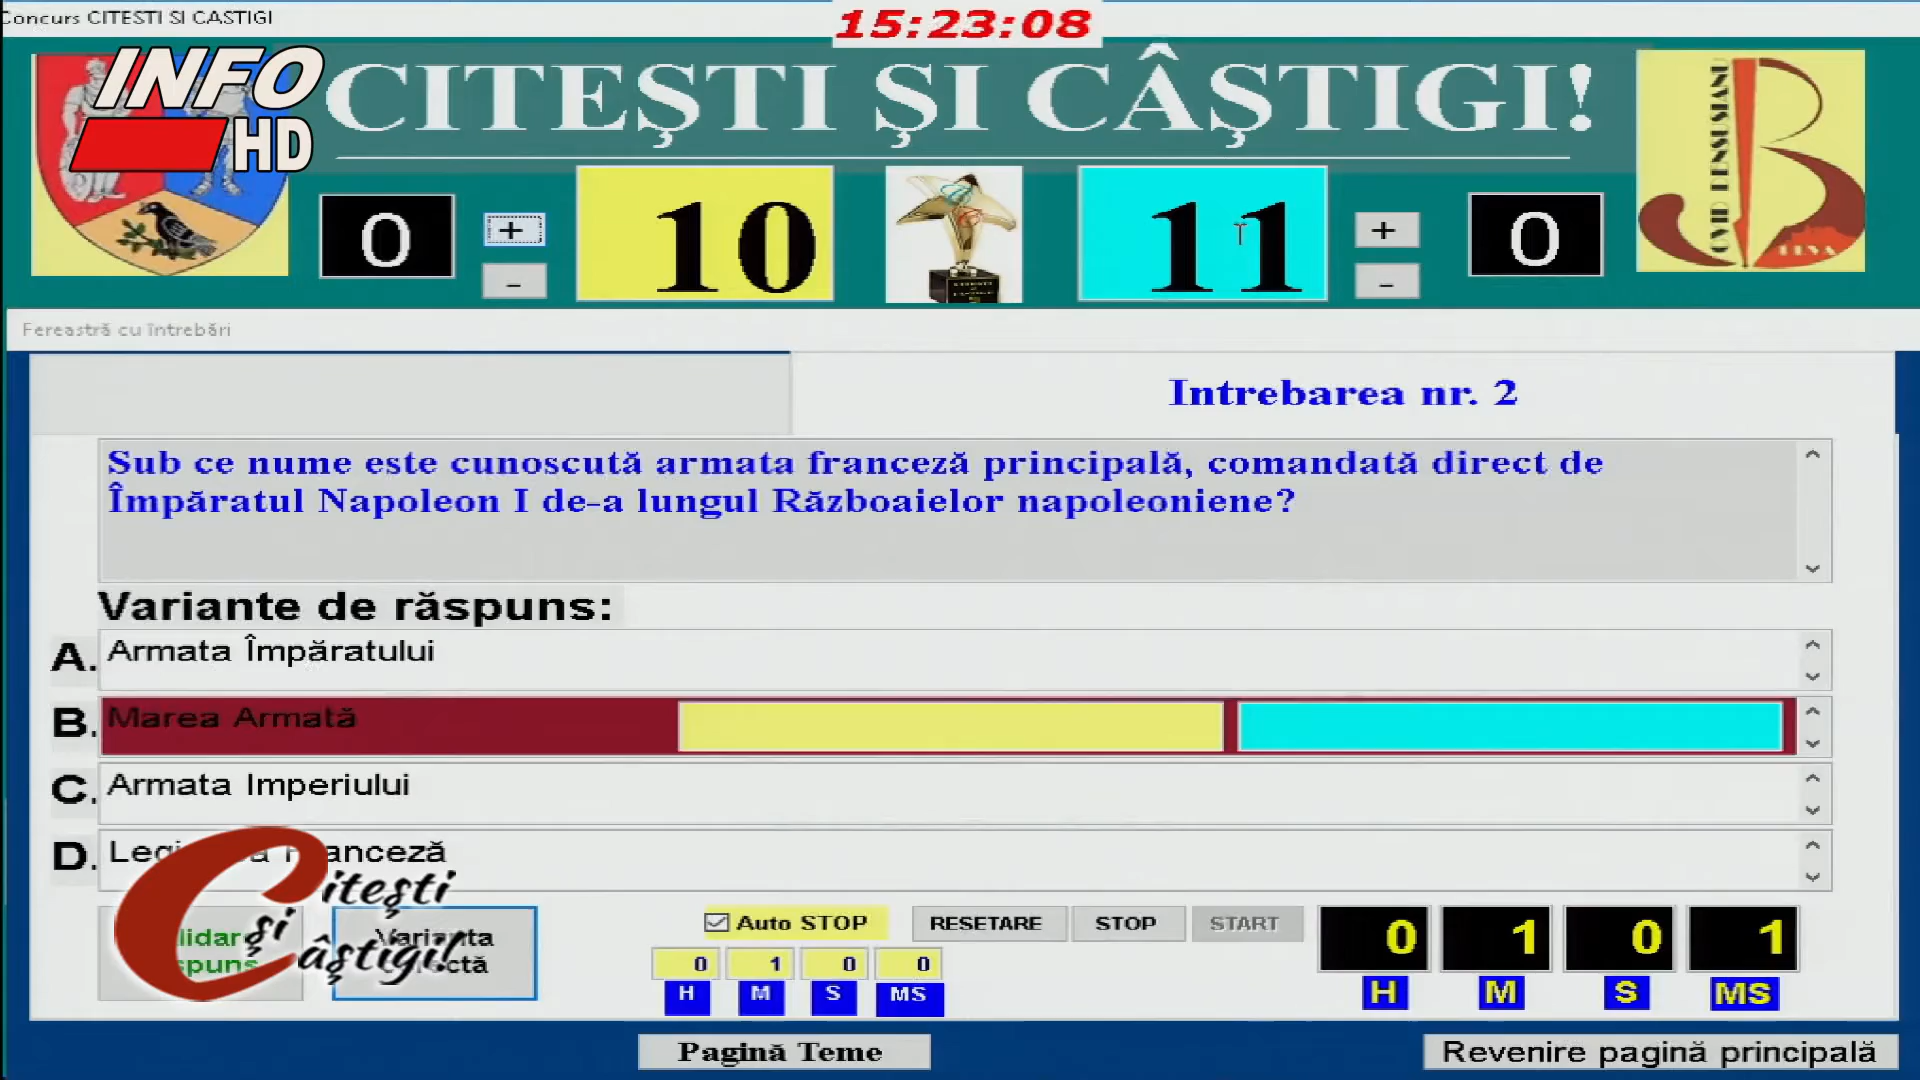 Concurs CITESTI SI CASTIGI
15:23:08
INFO
HD
CITEŞTI ŞI CÂŞTIGI!
OVID DENSUSIANU
0
+
-
10
11
+
-
0
Fereastră cu întrebări
Intrebarea nr. 2
Sub ce nume este cunoscută armata franceză principală, comandată direct de
Împăratul Napoleon I de-a lungul Războaielor napoleoniene?
Variante de răspuns:
A. Armata Împăratului
B. Marea Armată
C. Armata Imperiului
D. Franceză
Citeşti
şi
Câştigi!
Auto STOP
RESETARE
STOP
START
0 1 0 0
H M S MS
0 1 0 1
H M S MS
Pagină Teme
Revenire pagină principală